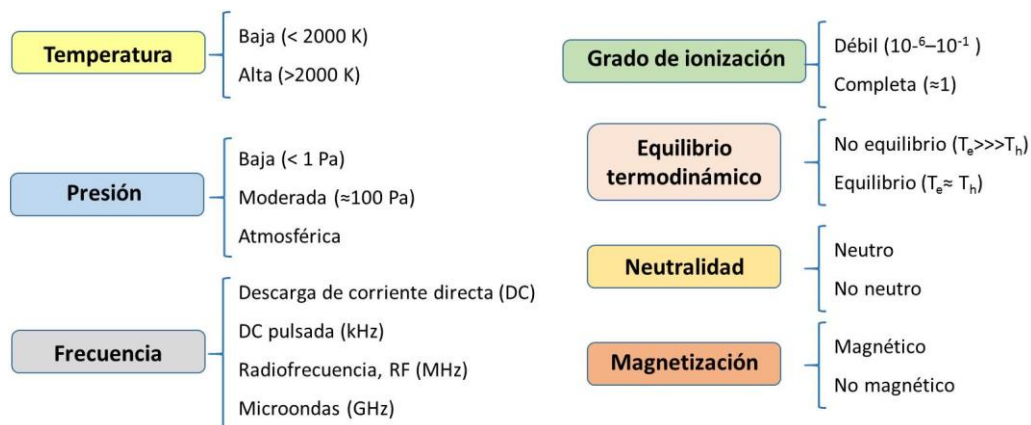 Temperatura
Baja (< 2000 K)
Alta (>2000 K)
Presión
Baja (< 1 Pa)
Moderada (≈100 Pa)
Atmosférica
Frecuencia
Descarga de corriente directa (DC)
DC pulsada (kHz)
Radiofrecuencia, RF (MHz)
Microondas (GHz)
Grado de ionización
Débil (10⁻⁶–10⁻¹ )
Completa (≈1)
Equilibrio
termodinámico
No equilibrio (Tₑ>>>Tₕ)
Equilibrio (Tₑ≈ Tₕ)
Neutralidad
Neutro
No neutro
Magnetización
Magnético
No magnético